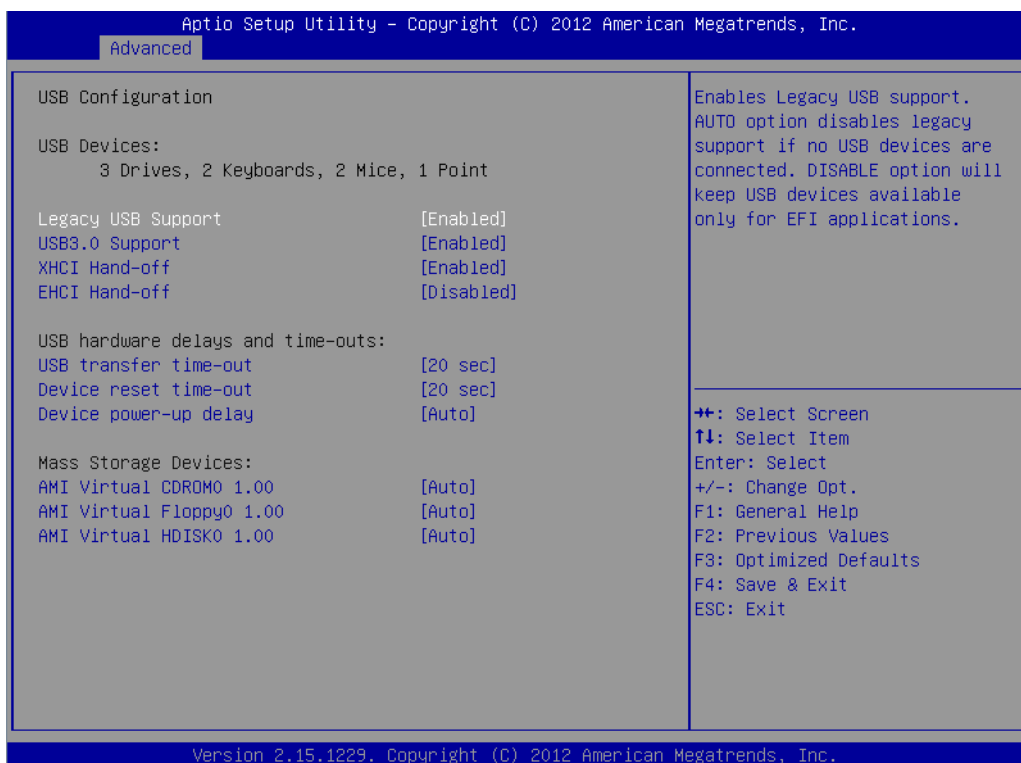 Aptio Setup Utility – Copyright (C) 2012 American Megatrends, Inc.
Advanced
USB Configuration
USB Devices:
3 Drives, 2 Keyboards, 2 Mice, 1 Point
Legacy USB Support [Enabled]
USB3.0 Support [Enabled]
XHCI Hand-off [Enabled]
EHCI Hand-off [Disabled]
USB hardware delays and time-outs:
USB transfer time-out [20 sec]
Device reset time-out [20 sec]
Device power-up delay [Auto]
Mass Storage Devices:
AMI Virtual CDROM0 1.00 [Auto]
AMI Virtual Floppy0 1.00 [Auto]
AMI Virtual HDISK0 1.00 [Auto]
Enables Legacy USB support.
AUTO option disables legacy
support if no USB devices are
connected. DISABLE option will
keep USB devices available
only for EFI applications.
→←: Select Screen
↑↓: Select Item
Enter: Select
+/-: Change Opt.
F1: General Help
F2: Previous Values
F3: Optimized Defaults
F4: Save & Exit
ESC: Exit
Version 2.15.1229. Copyright (C) 2012 American Megatrends, Inc.